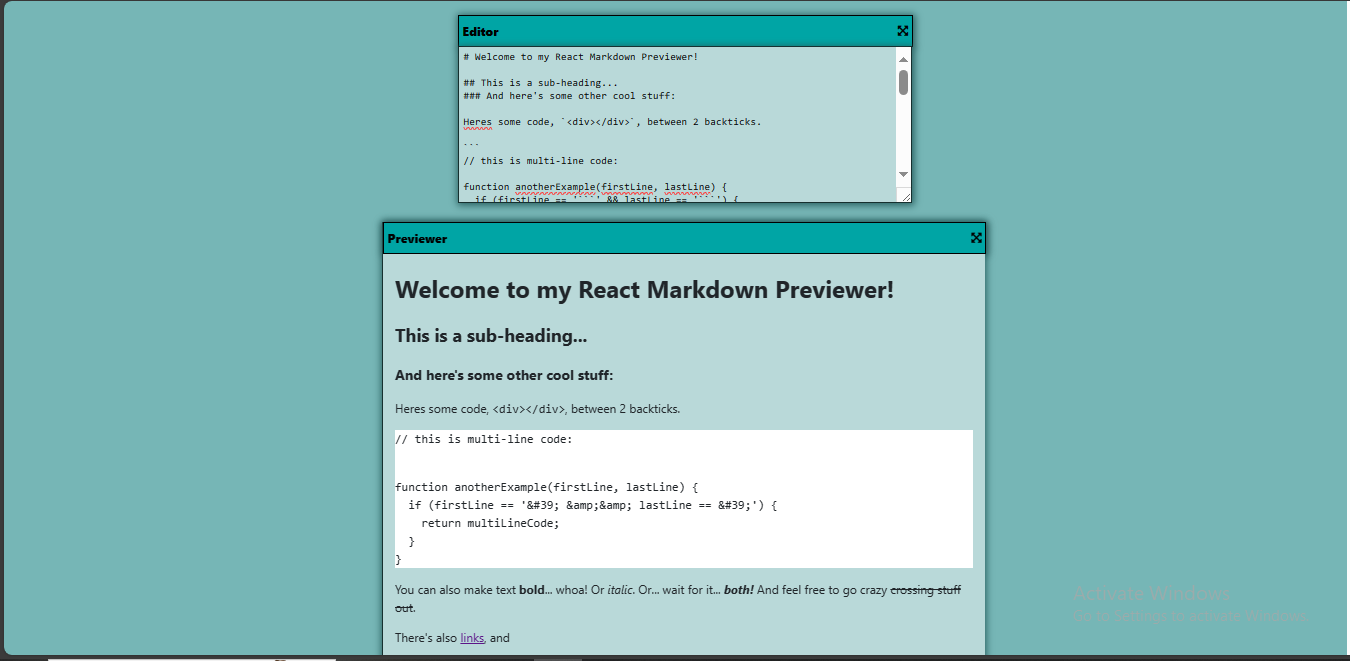 Editor
# Welcome to my React Markdown Previewer!
## This is a sub-heading...
### And here's some other cool stuff:
Heres some code, `<div></div>`, between 2 backticks.
```
// this is multi-line code:
function anotherExample(firstLine, lastLine) {
if (firstLine == '```' && lastLine == '```') {
Previewer
Welcome to my React Markdown Previewer!
This is a sub-heading...
And here's some other cool stuff:
Heres some code, <div></div>, between 2 backticks.
// this is multi-line code:
function anotherExample(firstLine, lastLine) {
if (firstLine == '&#39; &amp;&amp; lastLine == &#39;') {
return multiLineCode;
}
}
You can also make text bold... whoa! Or italic. Or... wait for it... both! And feel free to go crazy crossing stuff
out.
There's also links, and
Activate Windows
Go to Settings to activate Windows.